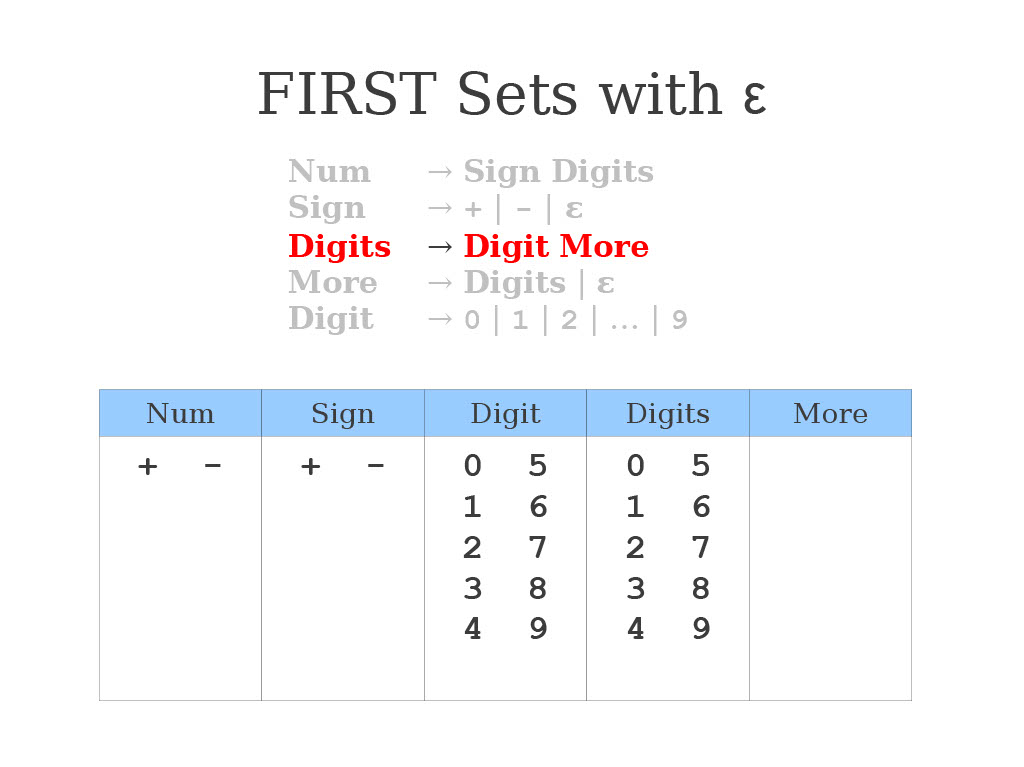 FIRST Sets with ε
Num → Sign Digits
Sign → + | – | ε
Digits → Digit More
More → Digits | ε
Digit → 0 | 1 | 2 | … | 9
Num Sign Digit Digits More
+ - + - 0 5 0 5
1 6 1 6
2 7 2 7
3 8 3 8
4 9 4 9